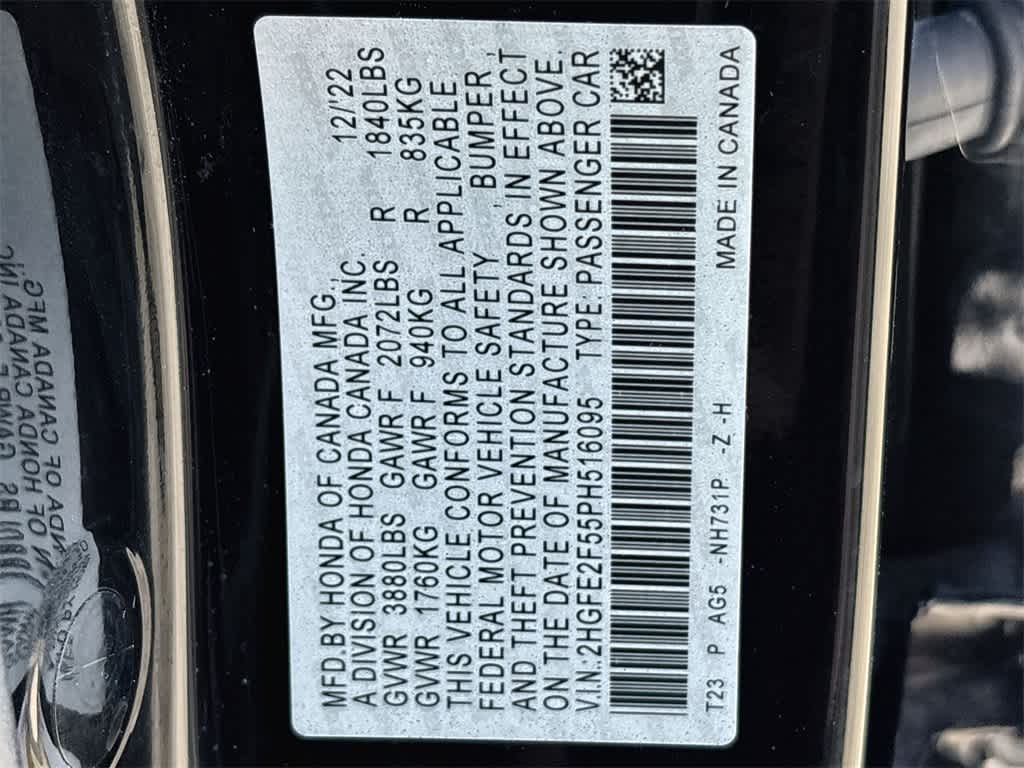 MFD.BY HONDA OF CANADA MFG., 12/'22
A DIVISION OF HONDA CANADA INC.
GVWR 3880LBS GAWR F 2072LBS R 1840LBS
GVWR 1760KG GAWR F 940KG R 835KG
THIS VEHICLE CONFORMS TO ALL APPLICABLE
FEDERAL MOTOR VEHICLE SAFETY, BUMPER,
AND THEFT PREVENTION STANDARDS IN EFFECT
ON THE DATE OF MANUFACTURE SHOWN ABOVE.
V.I.N.:2HGFE2F55PH516095 TYPE: PASSENGER CAR
T23 P AG5 -NH731P -Z -H MADE IN CANADA